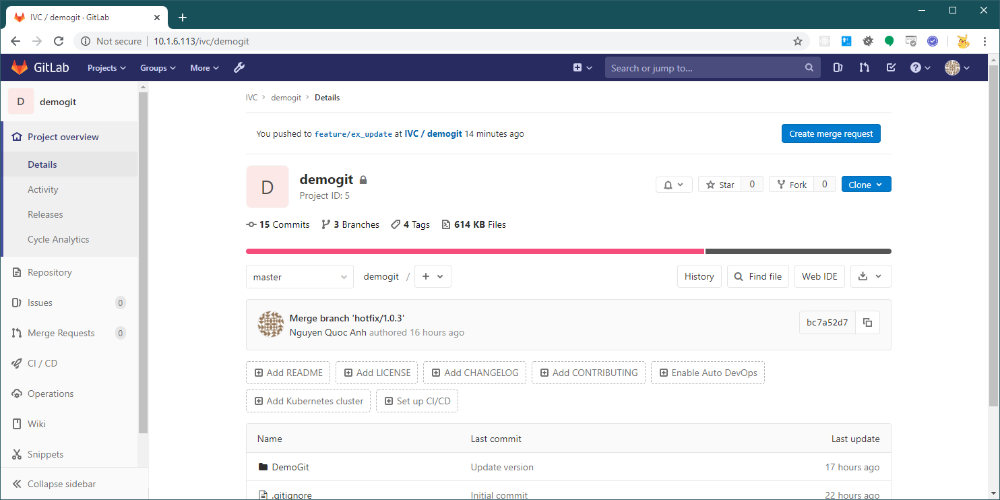 IVC / demogit · GitLab
Not secure 10.1.6.113/ivc/demogit
GitLab Projects Groups More Search or jump to...
D demogit
Project overview
Details
Activity
Releases
Cycle Analytics
Repository
Issues 0
Merge Requests 0
CI / CD
Operations
Wiki
Snippets
Collapse sidebar
IVC > demogit > Details
You pushed to feature/ex_update at IVC / demogit 14 minutes ago Create merge request
D
demogit
Project ID: 5
Star 0 Fork 0 Clone
15 Commits 3 Branches 4 Tags 614 KB Files
master demogit / + History Find file Web IDE
Merge branch 'hotfix/1.0.3'
Nguyen Quoc Anh authored 16 hours ago
bc7a52d7
Add README Add LICENSE Add CHANGELOG Add CONTRIBUTING Enable Auto DevOps
Add Kubernetes cluster Set up CI/CD
Name Last commit Last update
DemoGit Update version 17 hours ago
.gitignore Initial commit 22 hours ago